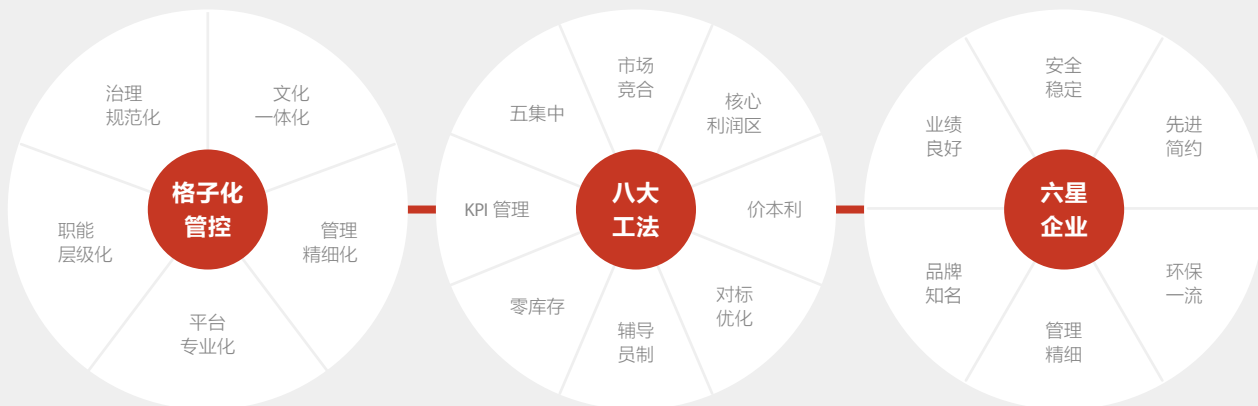 治理
规范化
文化
一体化
格子化
管控
职能
层级化
管理
精细化
平台
专业化
市场
竞合
五集中
核心
利润区
KPI 管理
八大
工法
价本利
零库存
对标
优化
辅导
员制
安全
稳定
业绩
良好
先进
简约
六星
企业
品牌
知名
环保
一流
管理
精细